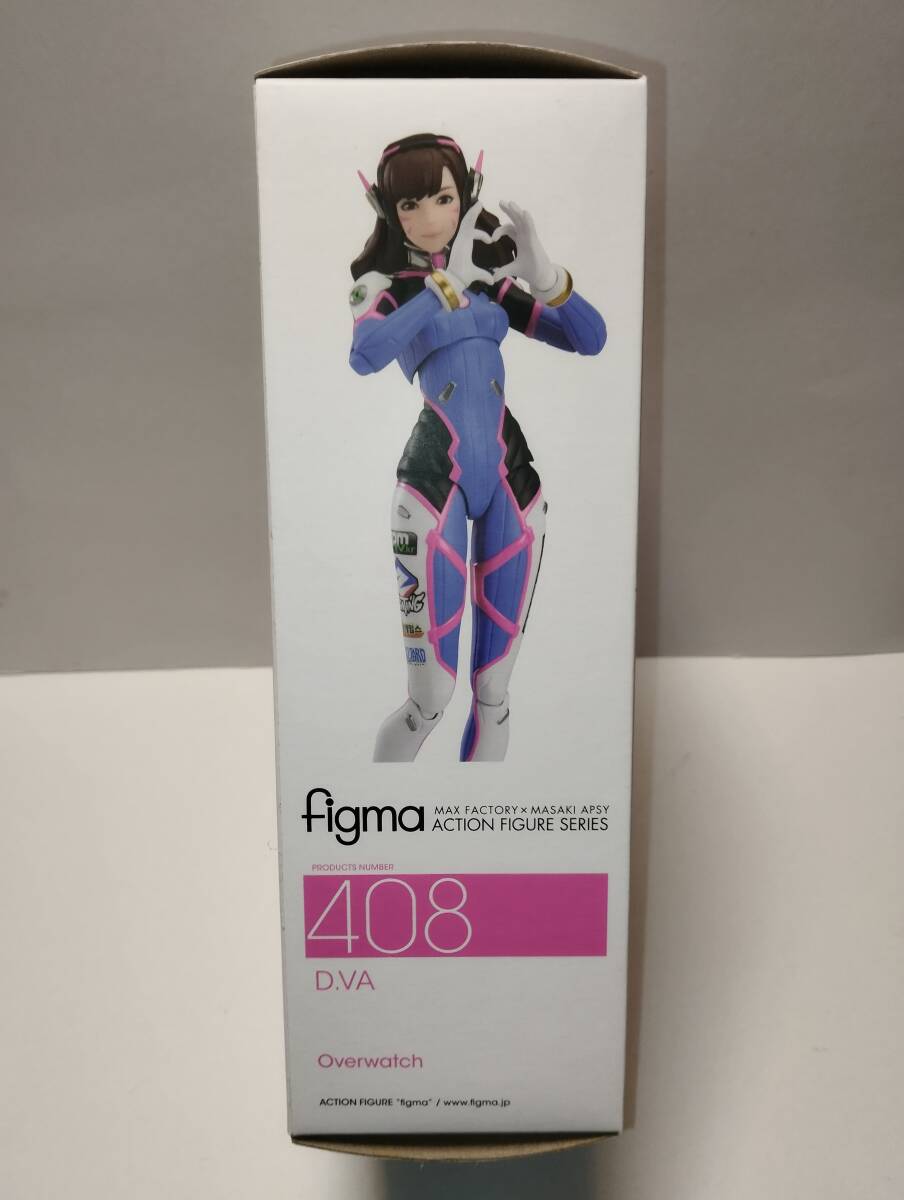 figma
MAX FACTORY × MASAKI APSY
ACTION FIGURE SERIES
PRODUCTS NUMBER
408
D.VA
Overwatch
ACTION FIGURE "figma" / www.figma.jp